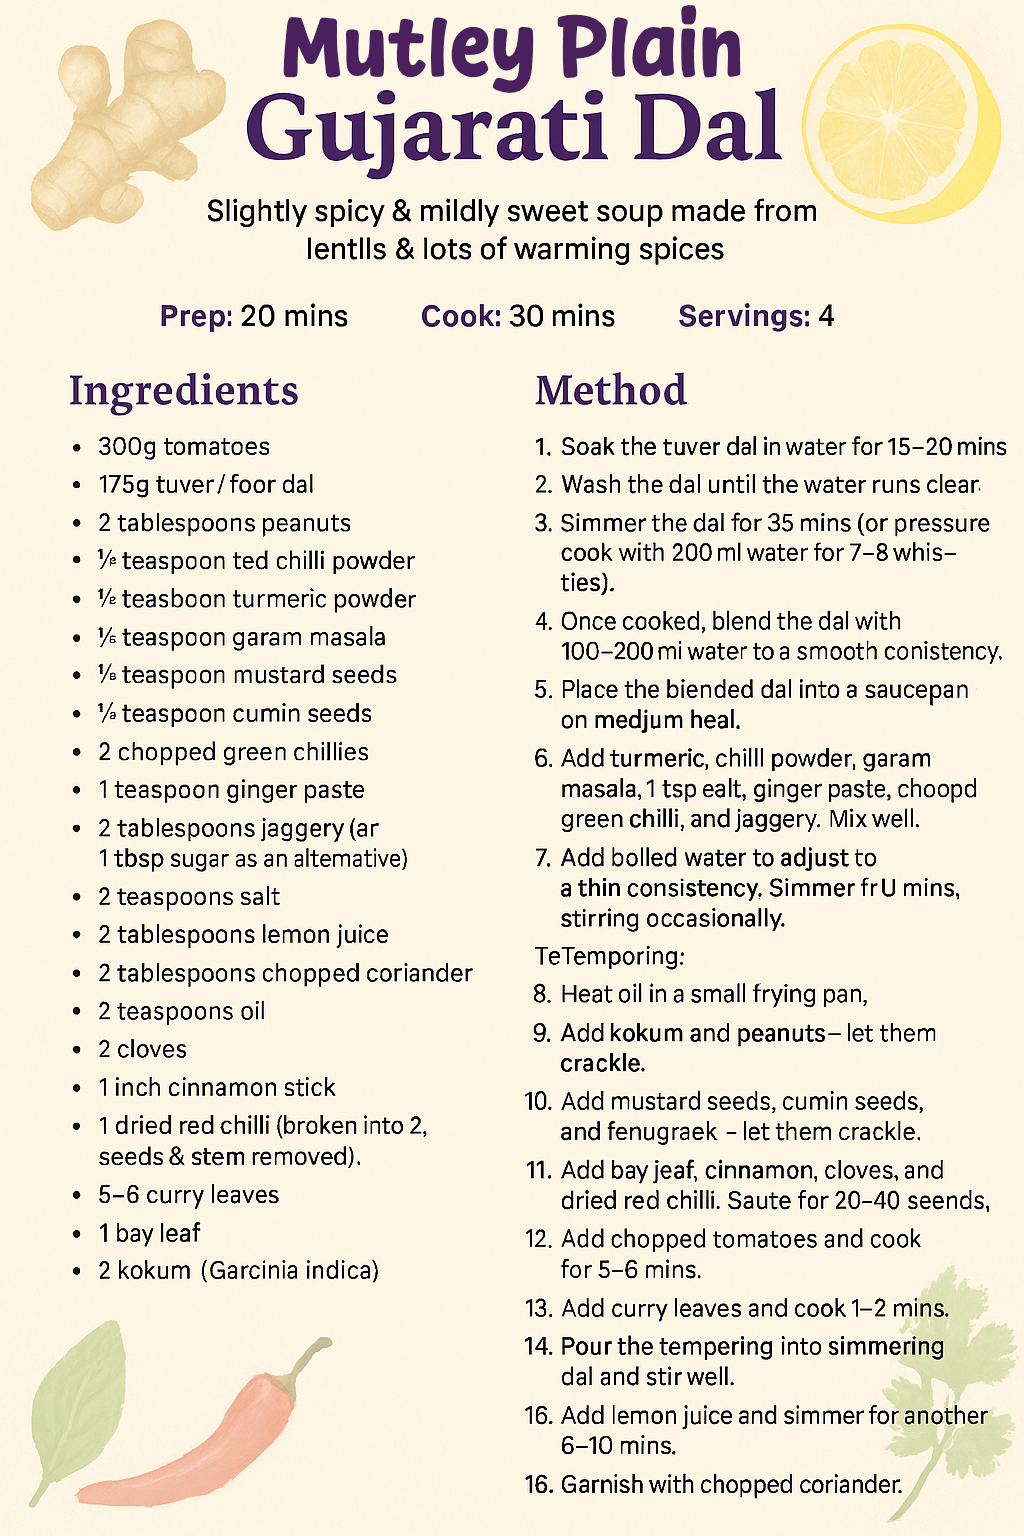 Mutley Plain
Gujarati Dal
Slightly spicy & mildly sweet soup made from
lentlls & lots of warming spices
Prep: 20 mins Cook: 30 mins Servings: 4
Ingredients
• 300g tomatoes
• 175g tuver/foor dal
• 2 tablespoons peanuts
• teaspoon ted chilli powder
• teasboon turmeric powder
• teaspoon garam masala
• teaspoon mustard seeds
• teaspoon cumin seeds
• 2 chopped green chillies
• 1 teaspoon ginger paste
• 2 tablespoons jaggery (ar
1 tbsp sugar as an altemative)
• 2 teaspoons salt
• 2 tablespoons lemon juice
• 2 tablespoons chopped coriander
• 2 teaspoons oil
• 2 cloves
• 1 inch cinnamon stick
• 1 dried red chilli (broken into 2,
seeds & stem removed).
• 5–6 curry leaves
• 1 bay leaf
• 2 kokum (Garcinia indica)
Method
1. Soak the tuver dal in water for 15–20 mins
2. Wash the dal until the water runs clear.
3. Simmer the dal for 35 mins (or pressure
cook with 200 ml water for 7–8 whis–
ties).
4. Once cooked, blend the dal with
100–200 mi water to a smooth conistency.
5. Place the biended dal into a saucepan
on medjum heal.
6. Add turmeric, chilll powder, garam
masala, 1 tsp ealt, ginger paste, choopd
green chilli, and jaggery. Mix well.
7. Add bolled water to adjust to
a thin consistency. Simmer frU mins,
stirring occasionally.
TeTemporing:
8. Heat oil in a small frying pan,
9. Add kokum and peanuts– let them
crackle.
10. Add mustard seeds, cumin seeds,
and fenugraek - let them crackle.
11. Add bay jeaf, cinnamon, cloves, and
dried red chilli. Saute for 20–40 seends,
12. Add chopped tomatoes and cook
for 5–6 mins.
13. Add curry leaves and cook 1–2 mins.
14. Pour the tempering into simmering
dal and stir well.
16. Add lemon juice and simmer for another
6–10 mins.
16. Garnish with chopped coriander.